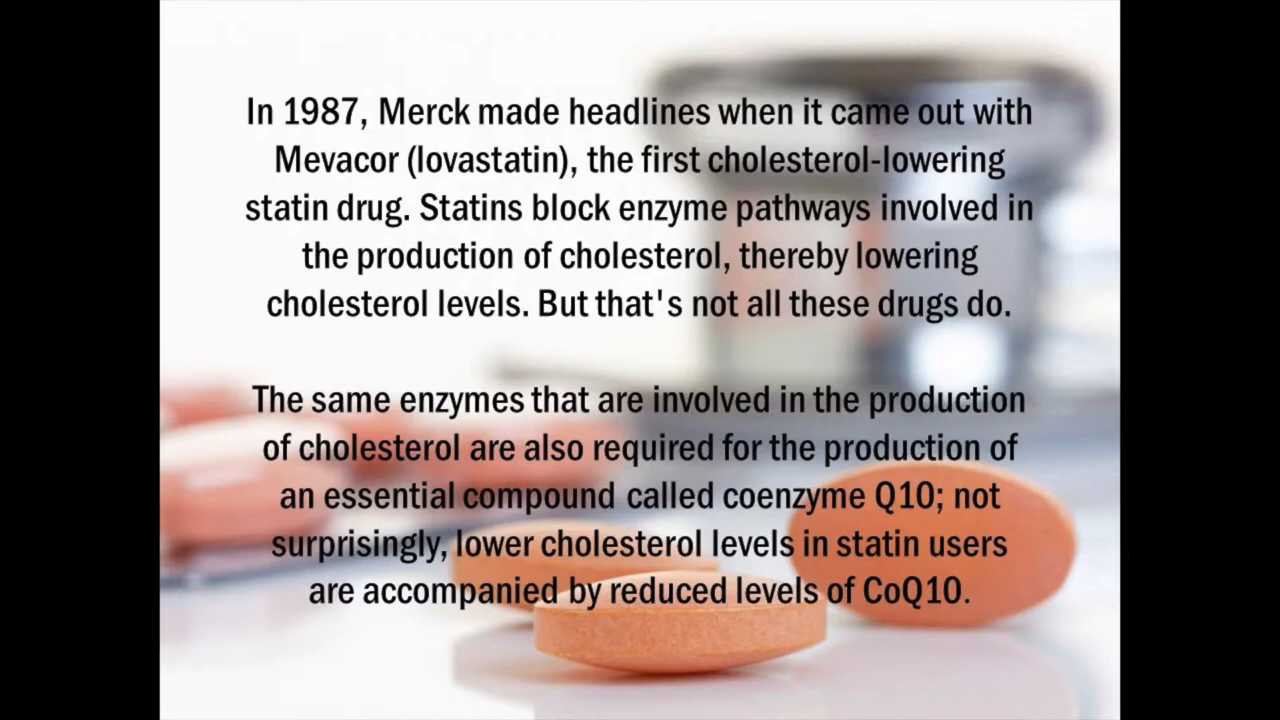 In 1987, Merck made headlines when it came out with
Mevacor (lovastatin), the first cholesterol-lowering
statin drug. Statins block enzyme pathways involved in
the production of cholesterol, thereby lowering
cholesterol levels. But that's not all these drugs do.
The same enzymes that are involved in the production
of cholesterol are also required for the production of
an essential compound called coenzyme Q10; not
surprisingly, lower cholesterol levels in statin users
are accompanied by reduced levels of CoQ10.